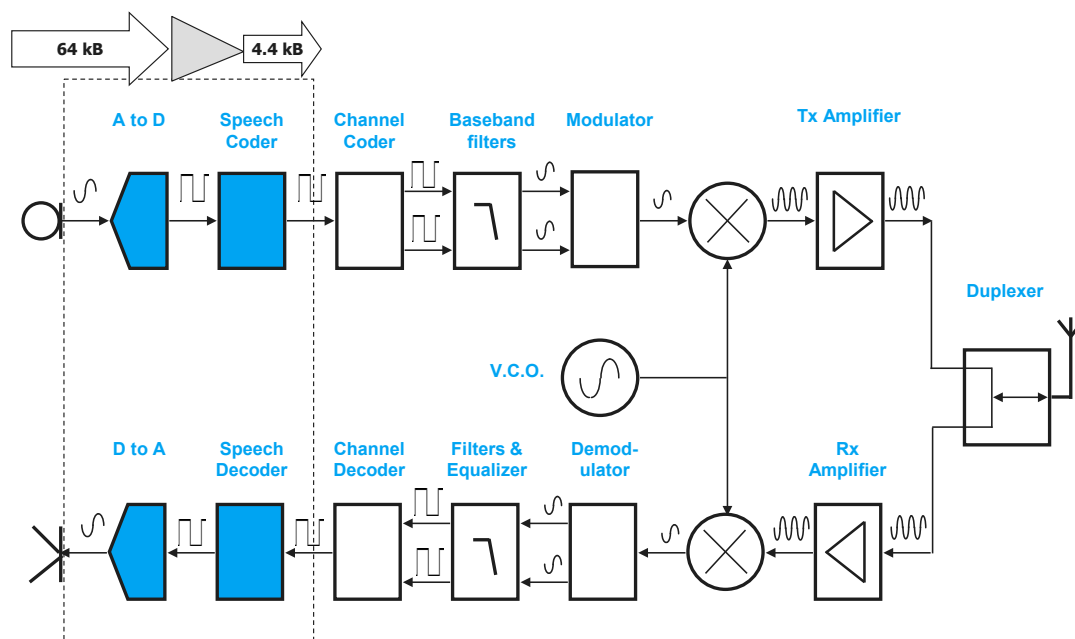 64 kB
4.4 kB
A to D
Speech
Coder
Channel
Coder
Baseband
filters
Modulator
Tx Amplifier
Duplexer
V.C.O.
D to A
Speech
Decoder
Channel
Decoder
Filters &
Equalizer
Demod-
ulator
Rx
Amplifier